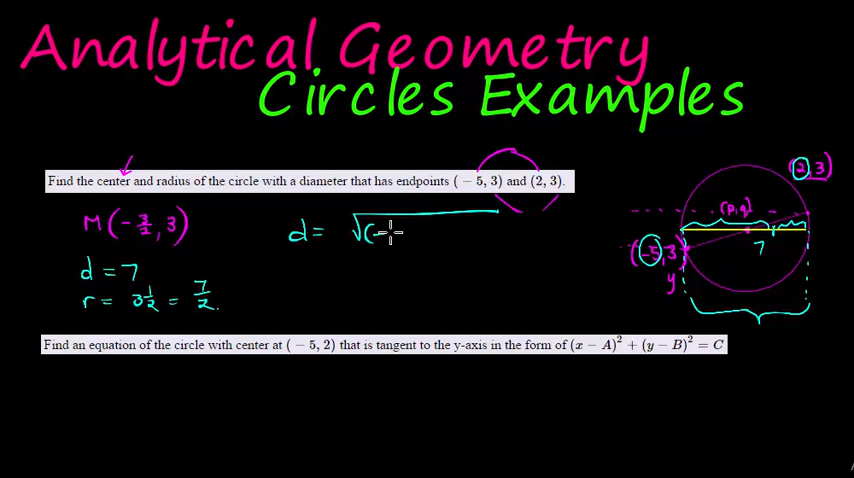 Analytical Geometry
Circles Examples
Find the center and radius of the circle with a diameter that has endpoints (−5, 3) and (2, 3).
(2, 3)
(p, q)
M(-3/2, 3)
d = √(-
(-5, 3)
7
y
d = 7
r = 3 1/2 = 7/2.
Find an equation of the circle with center at (−5, 2) that is tangent to the y-axis in the form of (x − A)² + (y − B)² = C